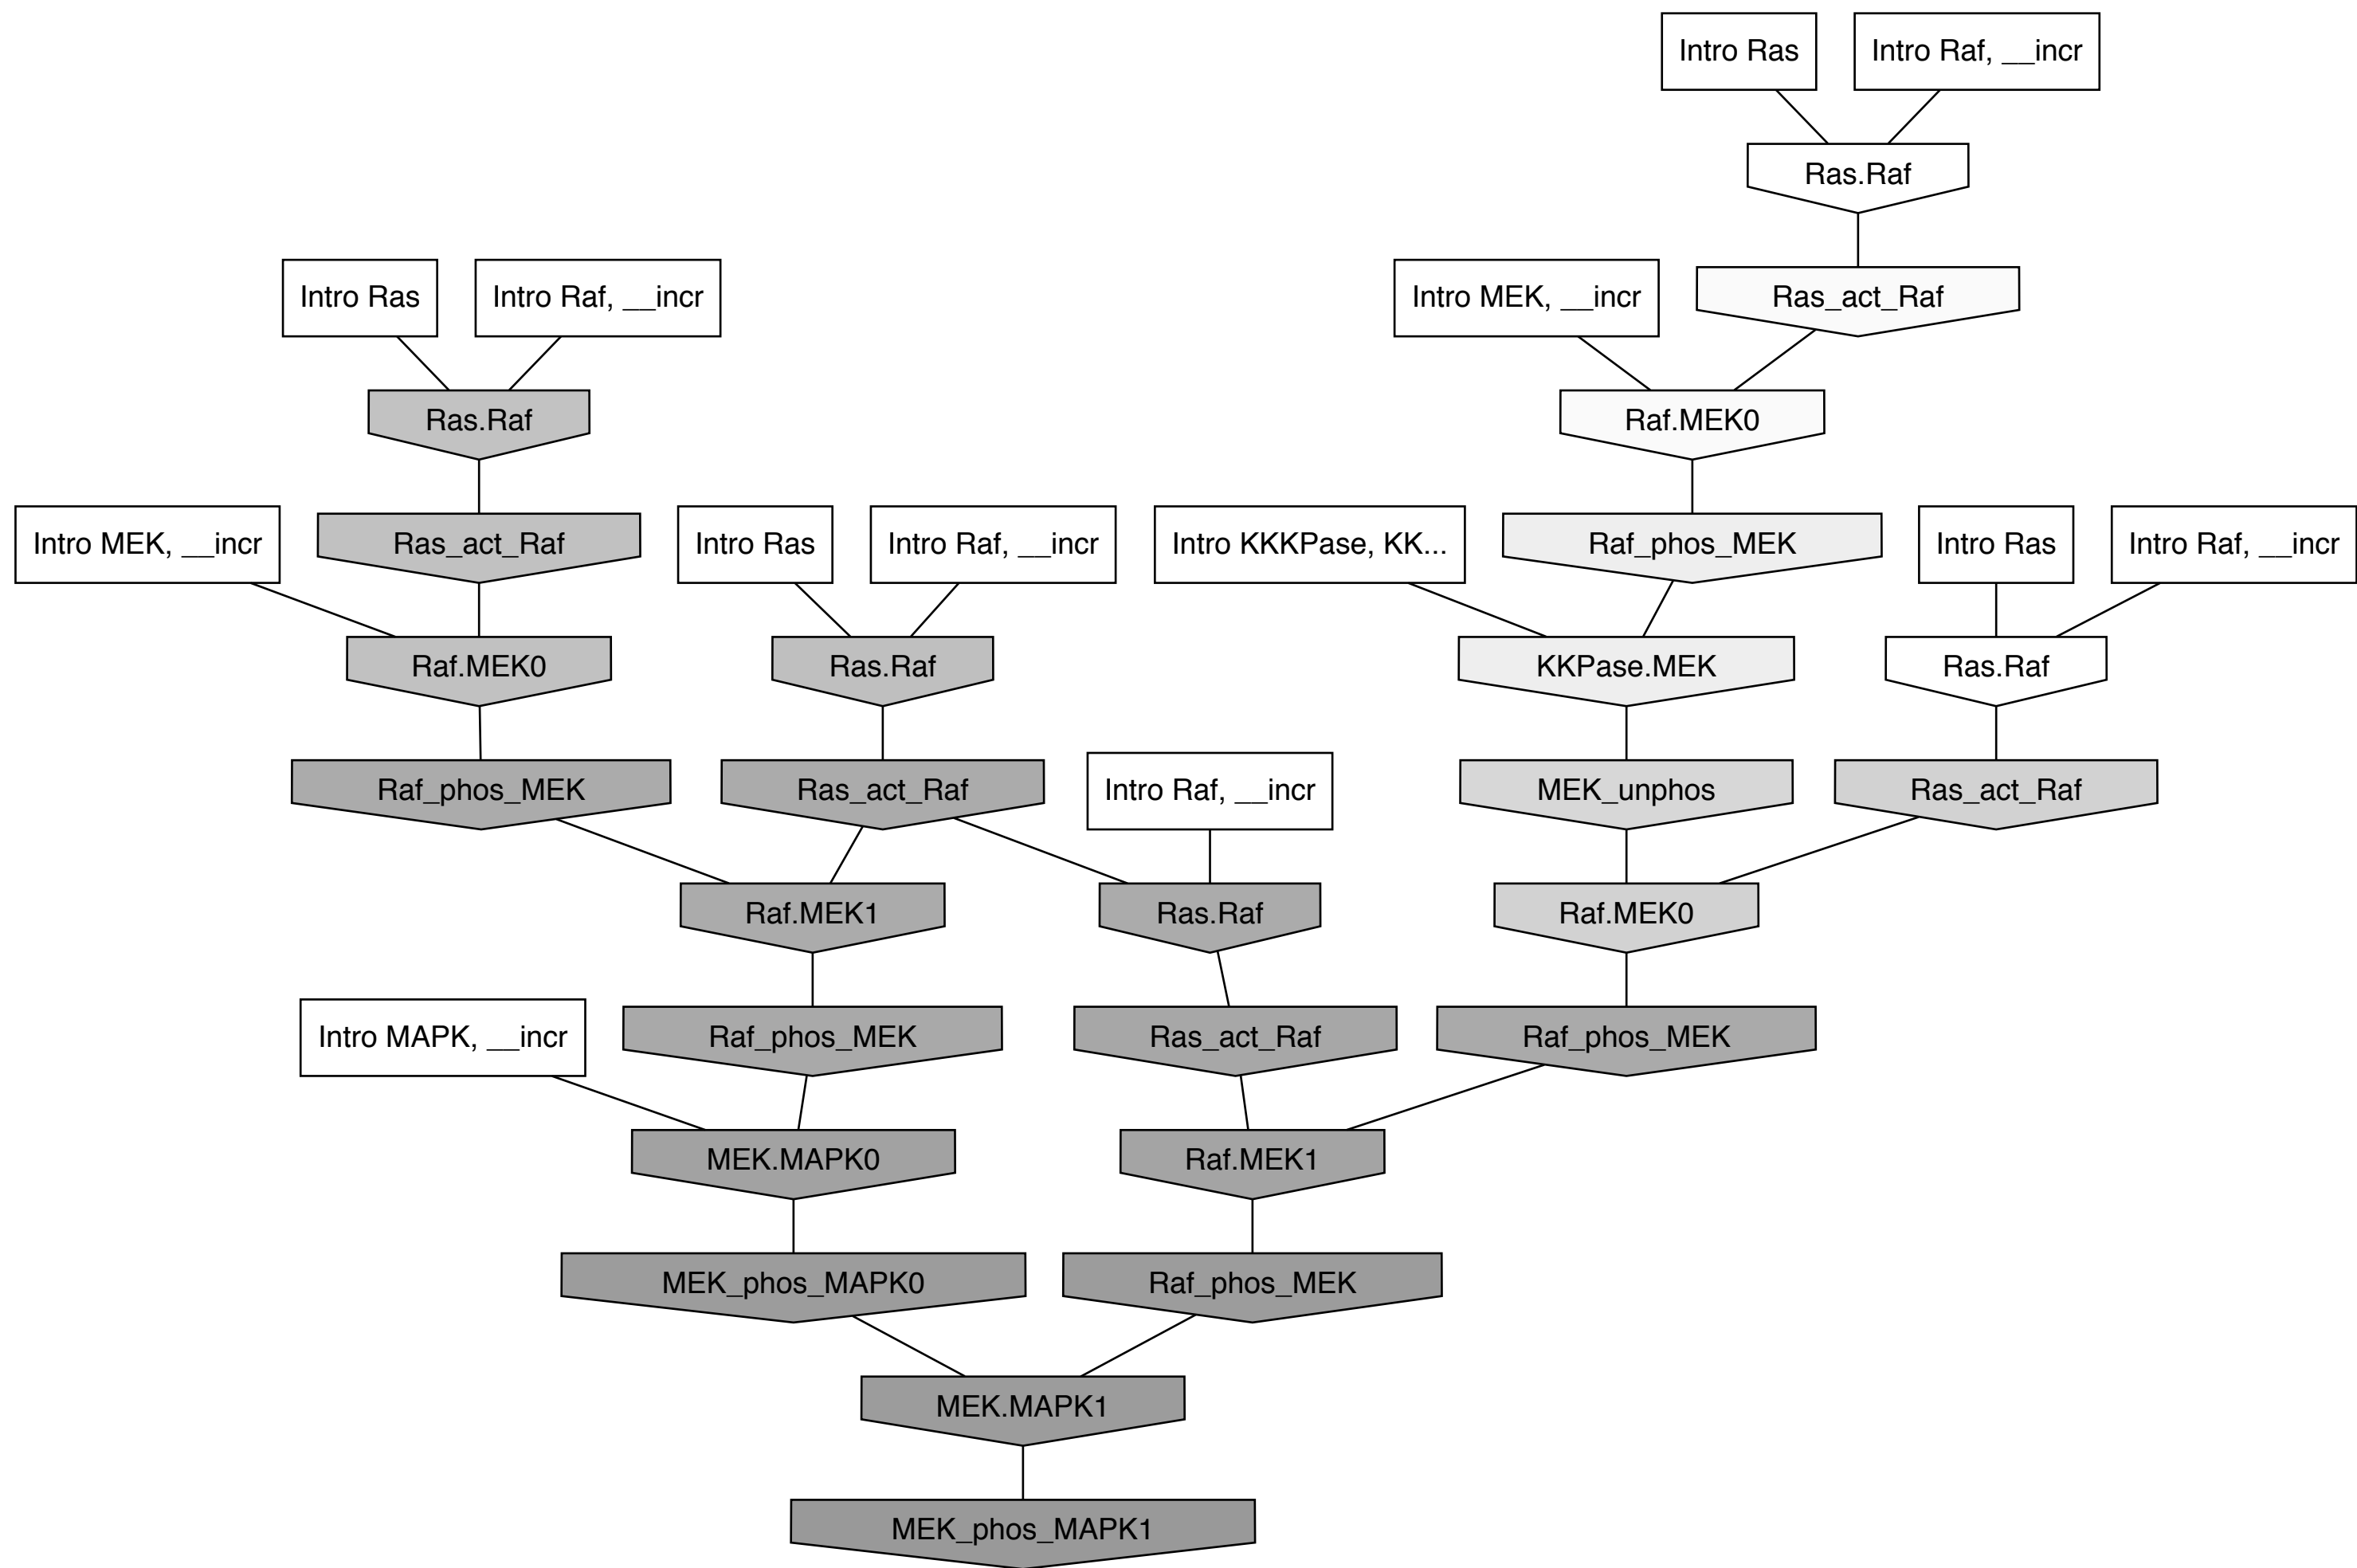 Intro Ras
Intro Raf, __incr
Ras.Raf
Intro Ras
Intro Raf, __incr
Intro MEK, __incr
Ras_act_Raf
Ras.Raf
Raf.MEK0
Intro MEK, __incr
Ras_act_Raf
Intro Ras
Intro Raf, __incr
Intro KKKPase, KK...
Raf_phos_MEK
Intro Ras
Intro Raf, __incr
Raf.MEK0
Ras.Raf
KKPase.MEK
Ras.Raf
Raf_phos_MEK
Ras_act_Raf
Intro Raf, __incr
MEK_unphos
Ras_act_Raf
Raf.MEK1
Ras.Raf
Raf.MEK0
Intro MAPK, __incr
Raf_phos_MEK
Ras_act_Raf
Raf_phos_MEK
MEK.MAPK0
Raf.MEK1
MEK_phos_MAPK0
Raf_phos_MEK
MEK.MAPK1
MEK_phos_MAPK1